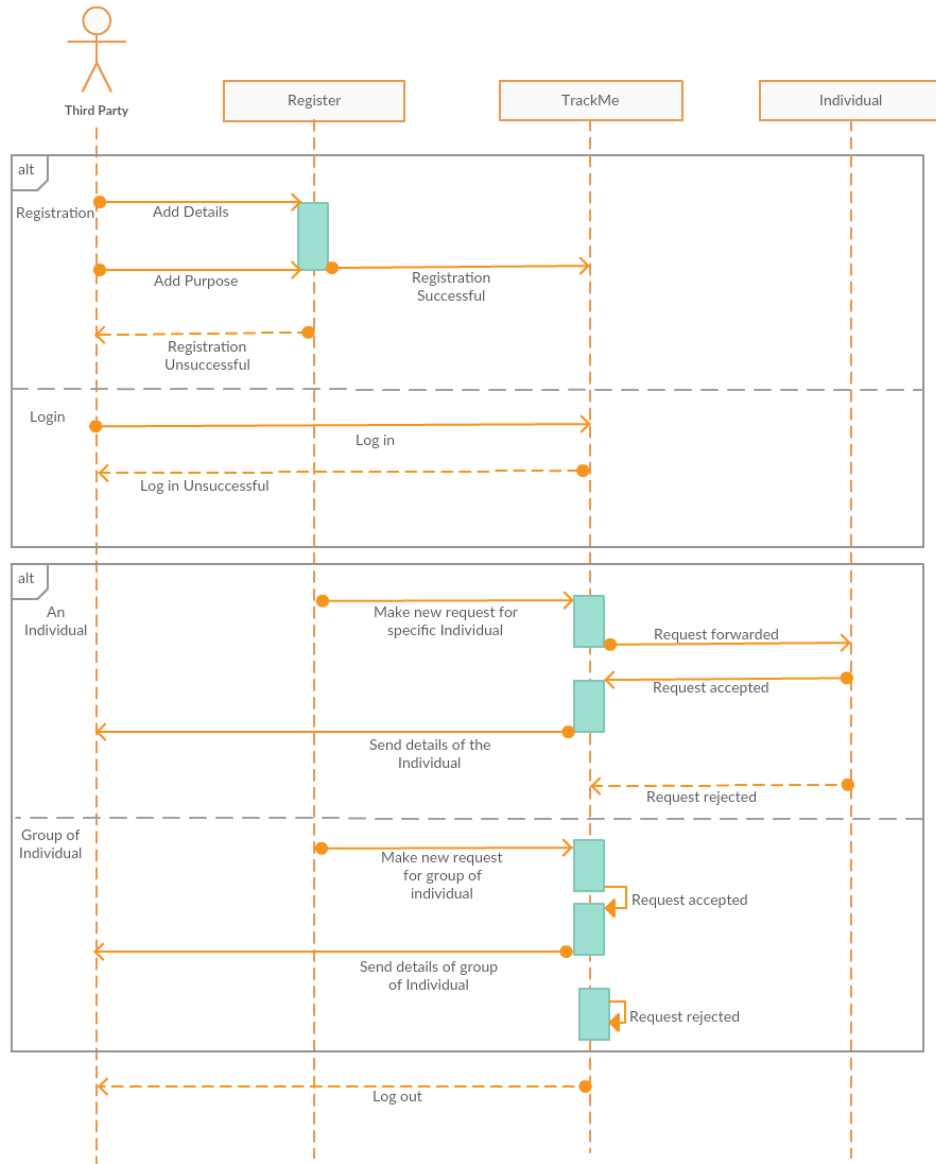 Third Party
Register
TrackMe
Individual
alt
Registration
Add Details
Add Purpose
Registration
Successful
Registration
Unsuccessful
Login
Log in
Log in Unsuccessful
alt
An
Individual
Make new request for
specific Individual
Request forwarded
Request accepted
Send details of the
Individual
Request rejected
Group of
Individual
Make new request
for group of
individual
Request accepted
Send details of group
of Individual
Request rejected
Log out